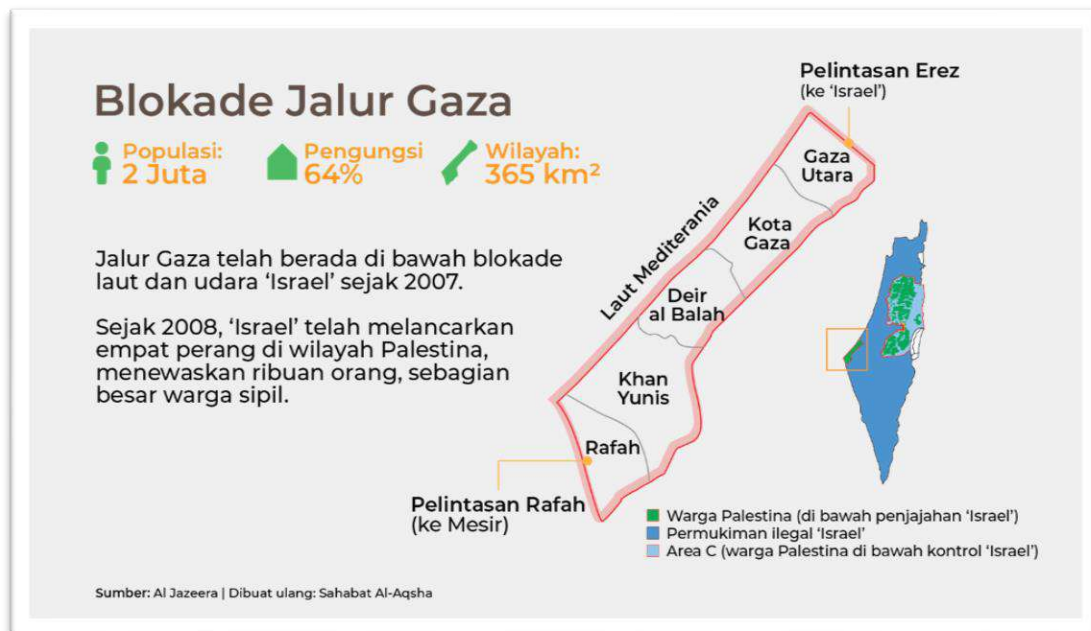 Blokade Jalur Gaza
Populasi:
2 Juta
Pengungsi
64%
Wilayah:
365 km²
Jalur Gaza telah berada di bawah blokade
laut dan udara ‘Israel’ sejak 2007.
Sejak 2008, ‘Israel’ telah melancarkan
empat perang di wilayah Palestina,
menewaskan ribuan orang, sebagian
besar warga sipil.
Pelintasan Erez
(ke ‘Israel’)
Gaza
Utara
Kota
Gaza
Laut Mediterania
Deir
al Balah
Khan
Yunis
Rafah
Pelintasan Rafah
(ke Mesir)
Warga Palestina (di bawah penjajahan ‘Israel’)
Permukiman ilegal ‘Israel’
Area C (warga Palestina di bawah kontrol ‘Israel’)
Sumber: Al Jazeera | Dibuat ulang: Sahabat Al-Aqsha